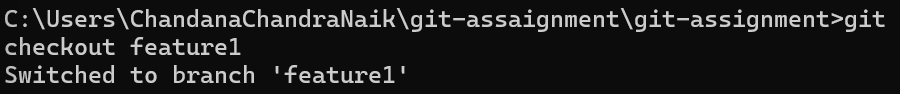 C:\Users\ChandanaChandraNaik\git-assaignment\git-assignment>git
checkout feature1
Switched to branch 'feature1'